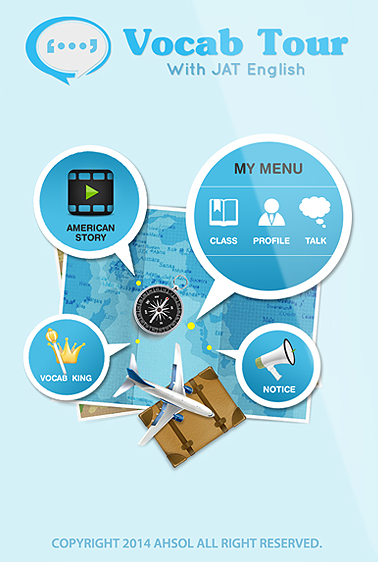 Vocab Tour
With JAT English
AMERICAN
STORY
MY MENU
CLASS PROFILE TALK
VOCAB KING
NOTICE
COPYRIGHT 2014 AHSOL ALL RIGHT RESERVED.